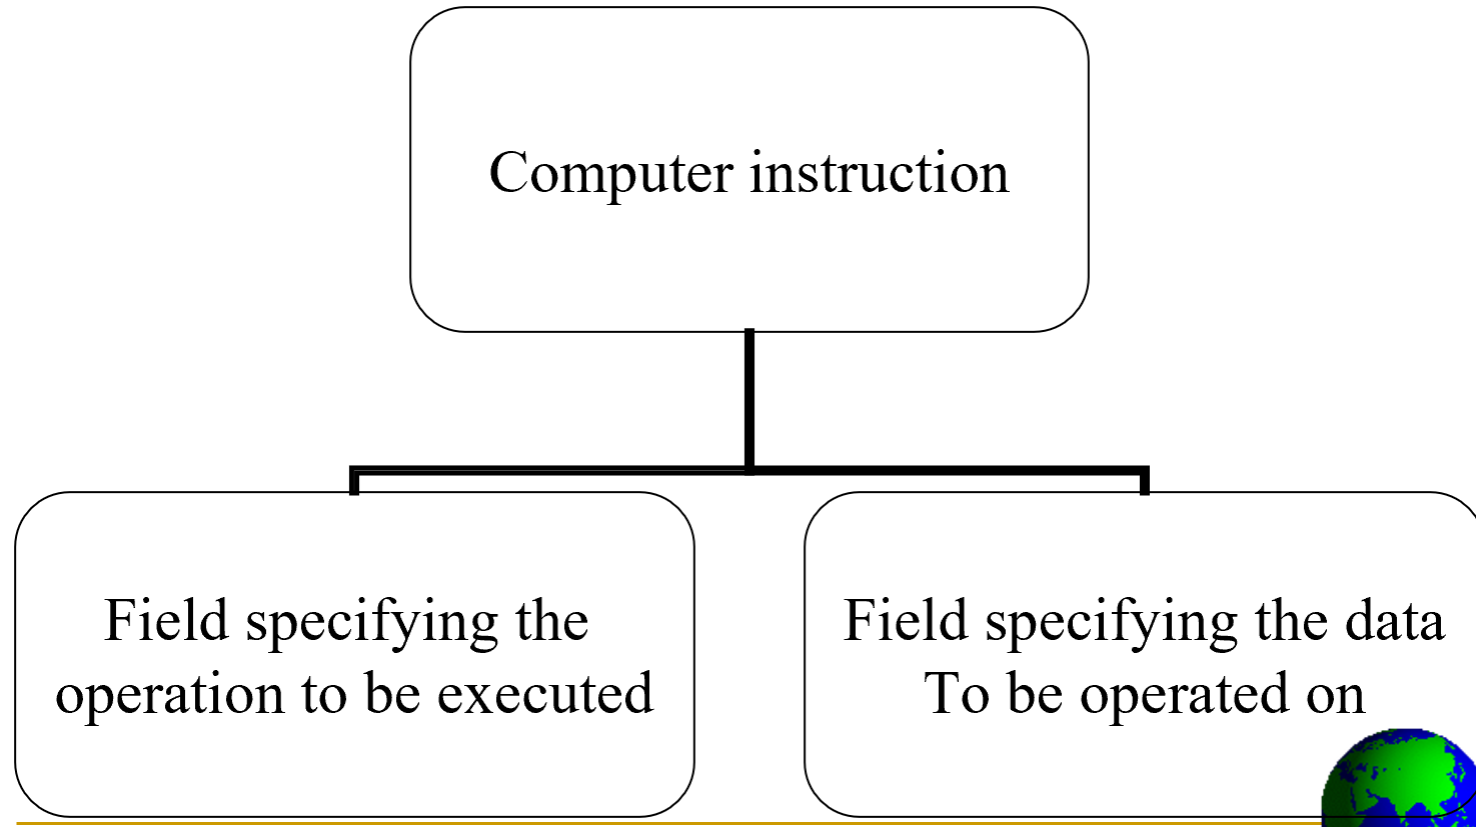 Computer instruction
Field specifying the
operation to be executed
Field specifying the data
To be operated on